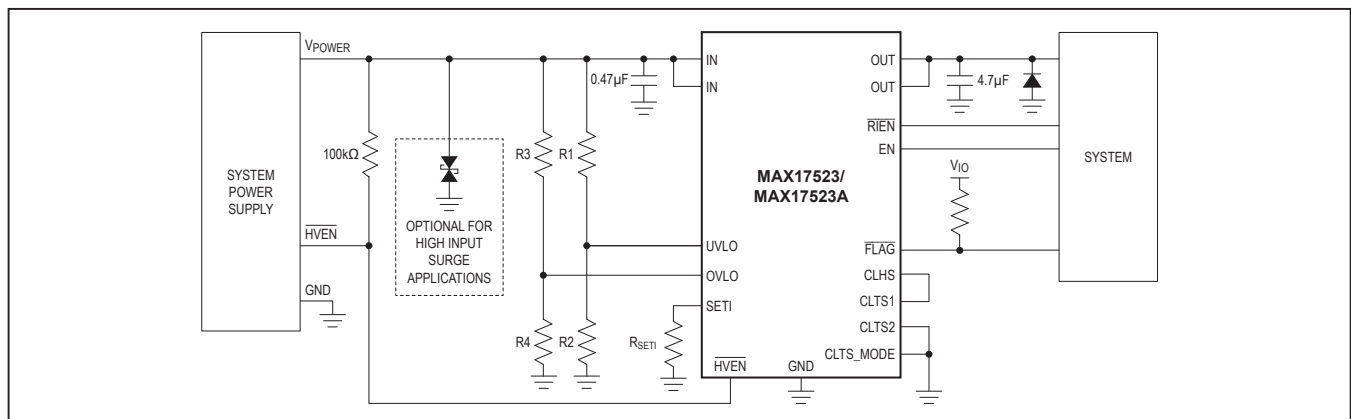 VPOWER
SYSTEM
POWER
SUPPLY
HVEN
GND
100kΩ
OPTIONAL FOR
HIGH INPUT
SURGE
APPLICATIONS
R3
R1
R4
R2
0.47µF
RSETI
IN
IN
UVLO
OVLO
SETI
HVEN
GND
MAX17523/
MAX17523A
OUT
OUT
RIEN
EN
FLAG
CLHS
CLTS1
CLTS2
CLTS_MODE
4.7µF
VIO
SYSTEM